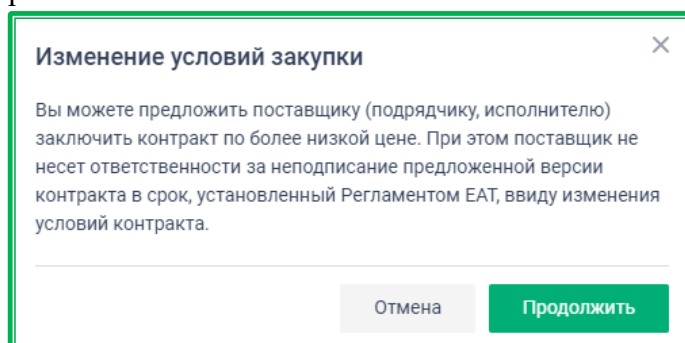 Изменение условий закупки
Вы можете предложить поставщику (подрядчику, исполнителю)
заключить контракт по более низкой цене. При этом поставщик не
несет ответственности за неподписание предложенной версии
контракта в срок, установленный Регламентом ЕАТ, ввиду изменения
условий контракта.
Отмена
Продолжить